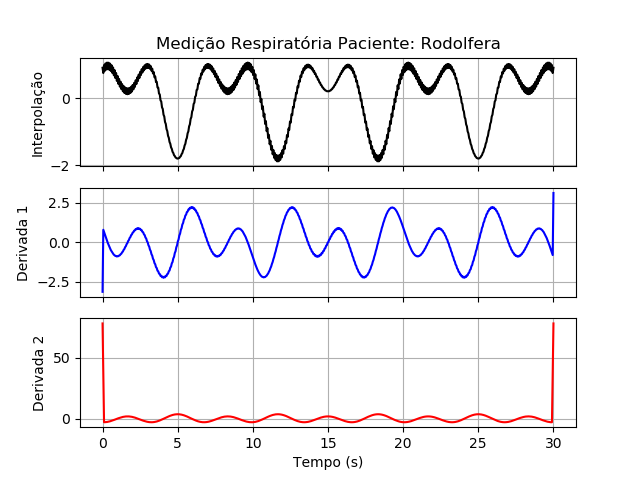 Medição Respiratória Paciente: Rodolfera
Interpolação
0
−2
Derivada 1
2.5
0.0
−2.5
Derivada 2
50
0
0 5 10 15 20 25 30
Tempo (s)